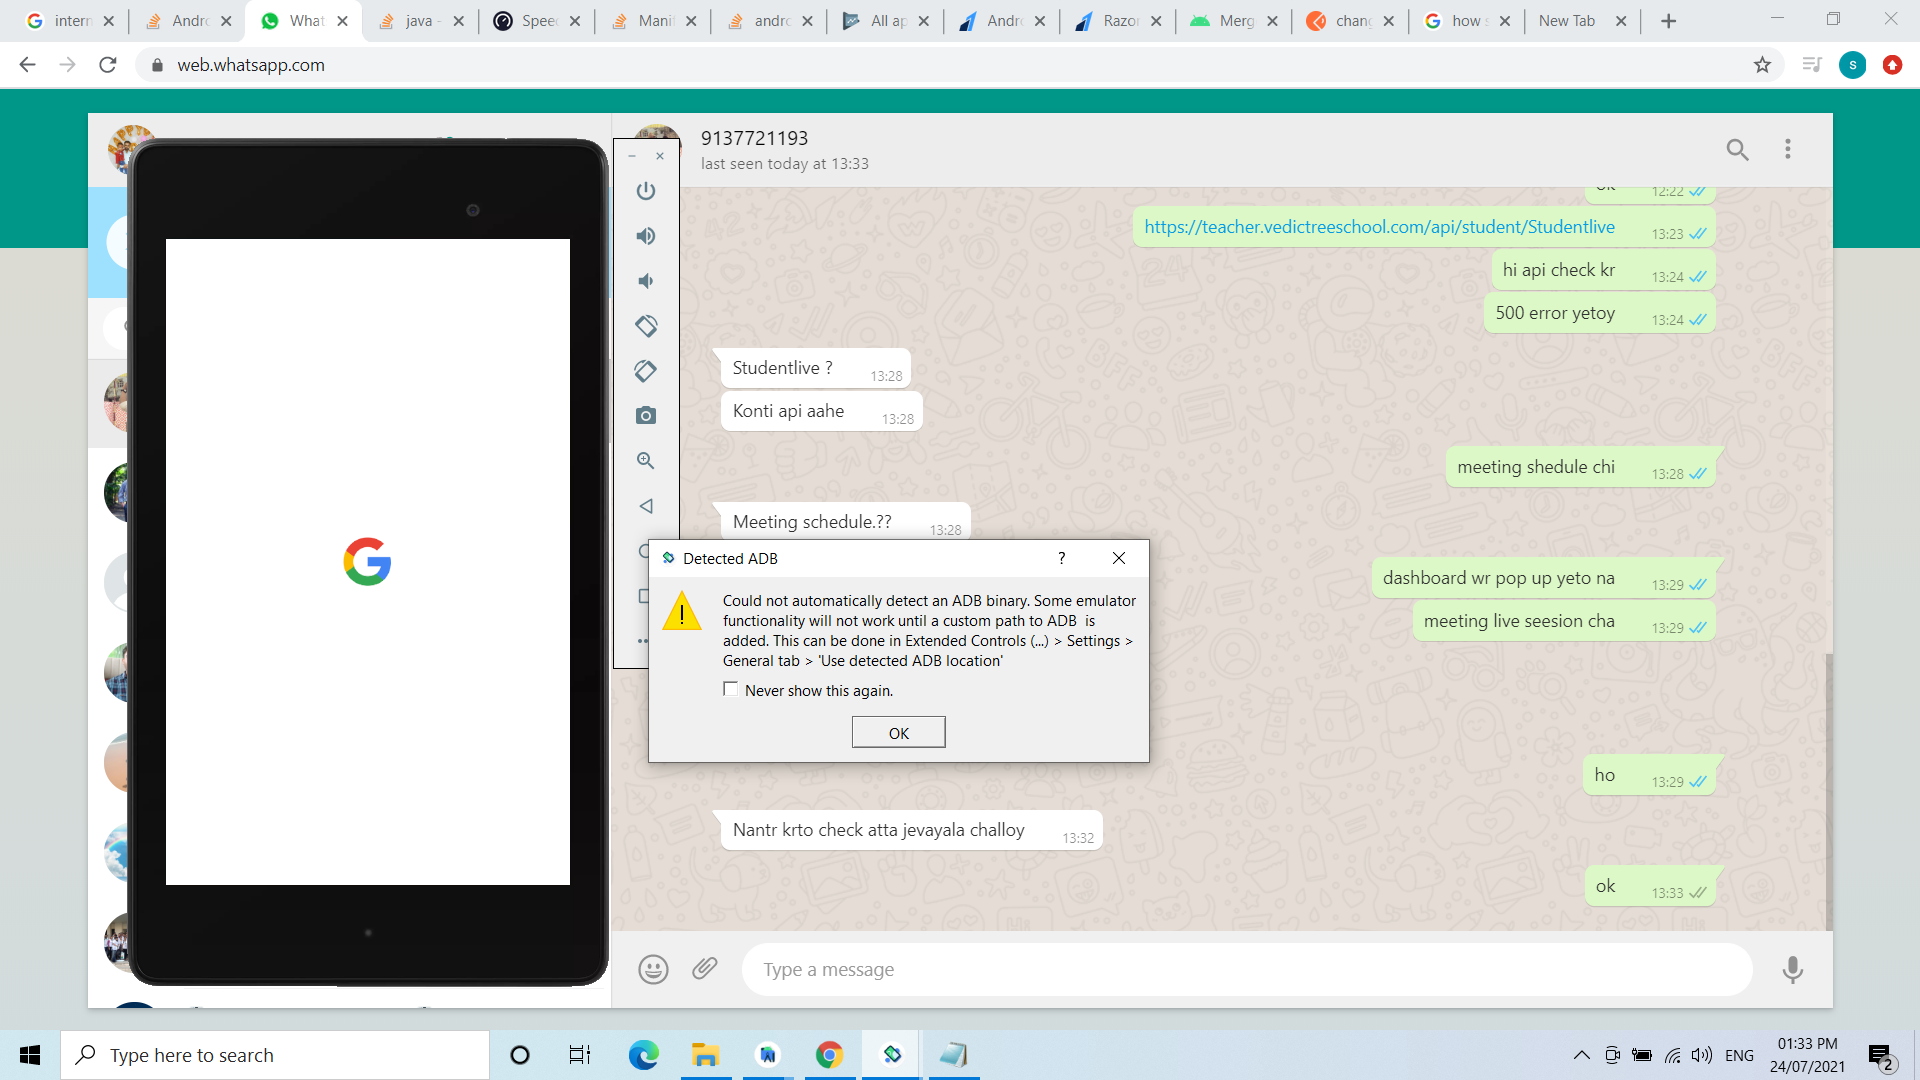 intern
Andro
What
java -
Speed
Manif
andro
All ap
Andro
Razor
Merg
chang
how s
New Tab
web.whatsapp.com
S
9137721193
last seen today at 13:33
12:22
https://teacher.vedictreeschool.com/api/student/Studentlive
13:23
hi api check kr
13:24
500 error yetoy
13:24
Studentlive ?
13:28
Konti api aahe
13:28
meeting shedule chi
13:28
Meeting schedule.??
13:28
Detected ADB
?
Could not automatically detect an ADB binary. Some emulator
functionality will not work until a custom path to ADB is
added. This can be done in Extended Controls (...) > Settings >
General tab > 'Use detected ADB location'
Never show this again.
OK
dashboard wr pop up yeto na
13:29
meeting live seesion cha
13:29
ho
13:29
Nantr krto check atta jevayala challoy
13:32
ok
13:33
Type a message
Type here to search
ENG
01:33 PM
24/07/2021
2